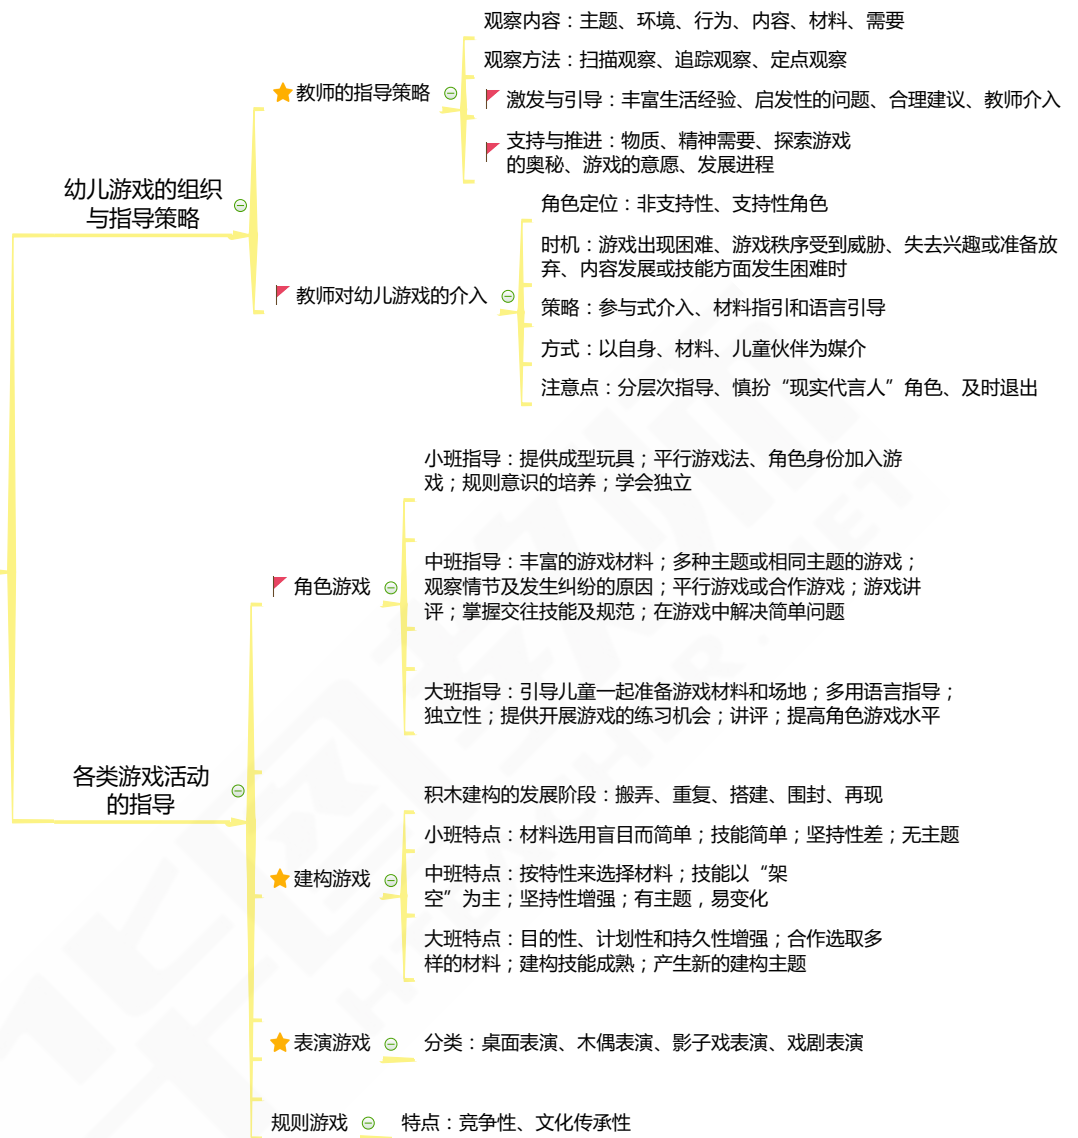 观察内容：主题、环境、行为、内容、材料、需要
观察方法：扫描观察、追踪观察、定点观察
教师的指导策略
激发与引导：丰富生活经验、启发性的问题、合理建议、教师介入
支持与推进：物质、精神需要、探索游戏
的奥秘、游戏的意愿、发展进程
幼儿游戏的组织
与指导策略
角色定位：非支持性、支持性角色
时机：游戏出现困难、游戏秩序受到威胁、失去兴趣或准备放
弃、内容发展或技能方面发生困难时
教师对幼儿游戏的介入
策略：参与式介入、材料指引和语言引导
方式：以自身、材料、儿童伙伴为媒介
注意点：分层次指导、慎扮“现实代言人”角色、及时退出
小班指导：提供成型玩具；平行游戏法、角色身份加入游
戏；规则意识的培养；学会独立
中班指导：丰富的游戏材料；多种主题或相同主题的游戏；
观察情节及发生纠纷的原因；平行游戏或合作游戏；游戏讲
评；掌握交往技能及规范；在游戏中解决简单问题
角色游戏
大班指导：引导儿童一起准备游戏材料和场地；多用语言指导；
独立性；提供开展游戏的练习机会；讲评；提高角色游戏水平
各类游戏活动
的指导
积木建构的发展阶段：搬弄、重复、搭建、围封、再现
小班特点：材料选用盲目而简单；技能简单；坚持性差；无主题
建构游戏
中班特点：按特性来选择材料；技能以“架
空”为主；坚持性增强；有主题，易变化
大班特点：目的性、计划性和持久性增强；合作选取多
样的材料；建构技能成熟；产生新的建构主题
表演游戏
分类：桌面表演、木偶表演、影子戏表演、戏剧表演
规则游戏
特点：竞争性、文化传承性